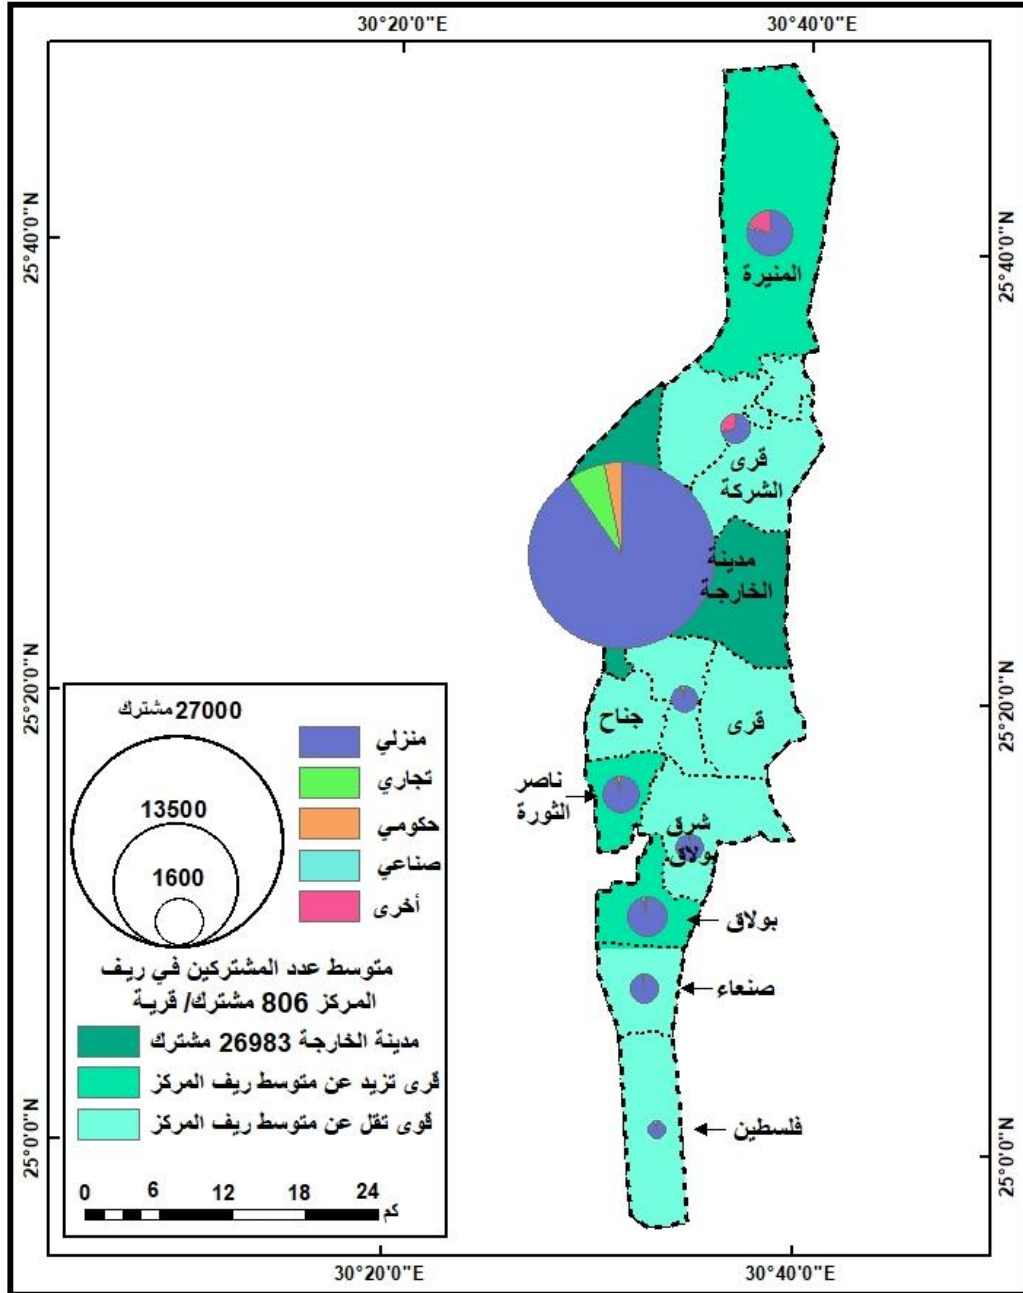 30°20'0"E
30°40'0"E
25°40'0"N
25°40'0"N
المنيرة
قرى
الشركة
مدينة
الخارجة
25°20'0"N
25°20'0"N
جناح
قرى
ناصر
الثورة
شرق
بولاق
بولاق
صنعاء
فلسطين
27000مشترك
13500
1600
منزلي
تجاري
حكومي
صناعي
أخرى
متوسط عدد المشتركين في ريف
المركز 806 مشترك/ قرية
مدينة الخارجة 26983 مشترك
قرى تزيد عن متوسط ريف المركز
قوى تقل عن متوسط ريف المركز
0 6 12 18 24
كم
25°0'0"N
25°0'0"N
30°20'0"E
30°40'0"E